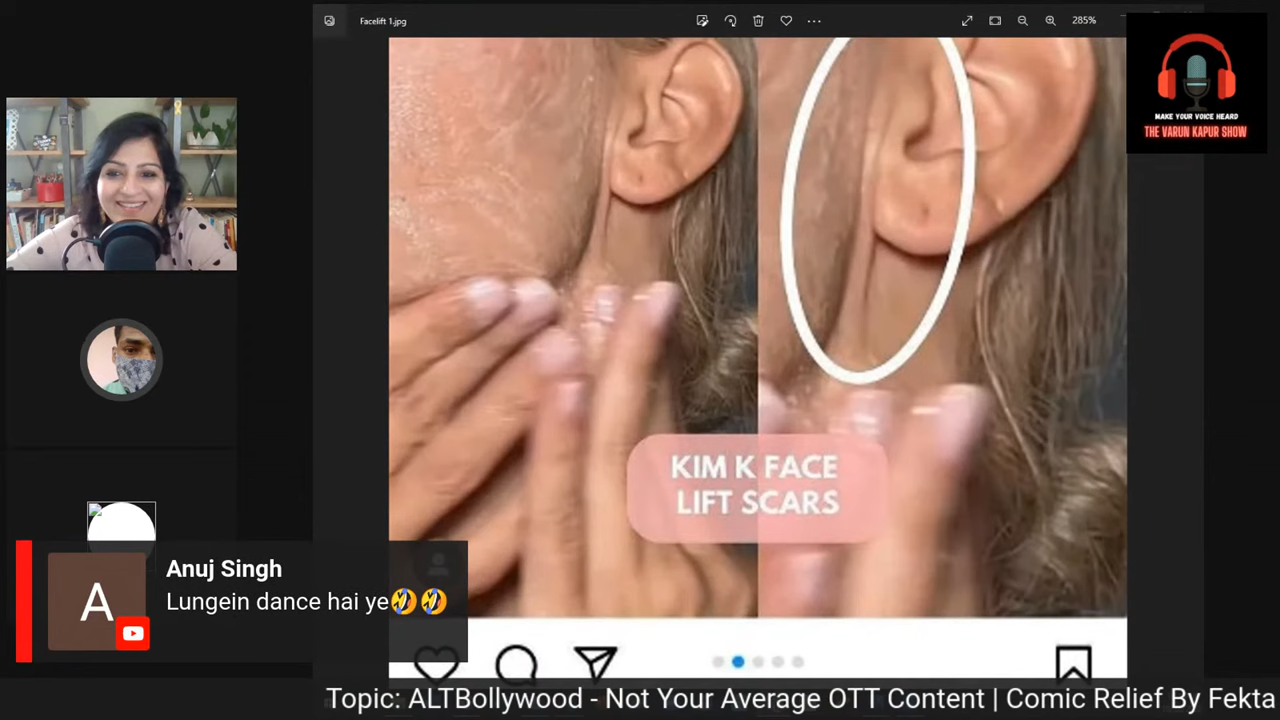 Facelift 1.jpg
285%
MAKE YOUR VOICE HEARD
THE VARUN KAPUR SHOW
KIM K FACE
LIFT SCARS
A
Anuj Singh
Lungein dance hai ye🤣🤣
Topic: ALTBollywood - Not Your Average OTT Content | Comic Relief By Fekta